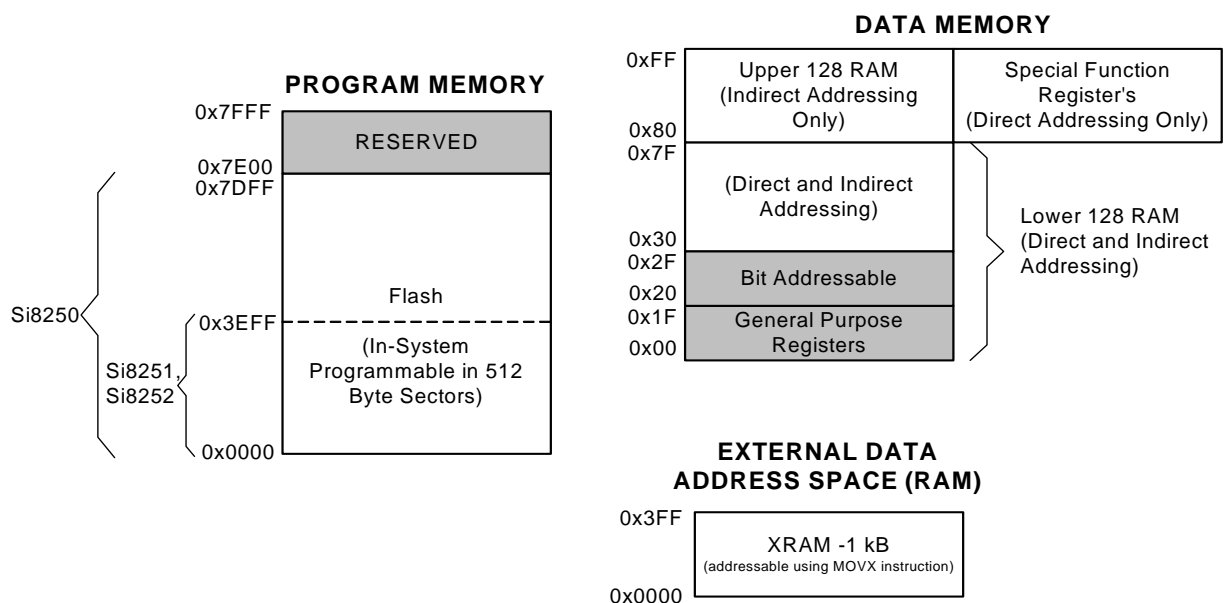 PROGRAM MEMORY
0x7FFF
RESERVED
0x7E00
0x7DFF
Flash
Si8250
0x3EFF
(In-System
Programmable in 512
Byte Sectors)
Si8251,
Si8252
0x0000
DATA MEMORY
0xFF
Upper 128 RAM
(Indirect Addressing
Only)
Special Function
Register's
(Direct Addressing Only)
0x80
0x7F
(Direct and Indirect
Addressing)
0x30
0x2F
Bit Addressable
0x20
0x1F
General Purpose
Registers
0x00
Lower 128 RAM
(Direct and Indirect
Addressing)
EXTERNAL DATA
ADDRESS SPACE (RAM)
0x3FF
XRAM -1 kB
(addressable using MOVX instruction)
0x0000